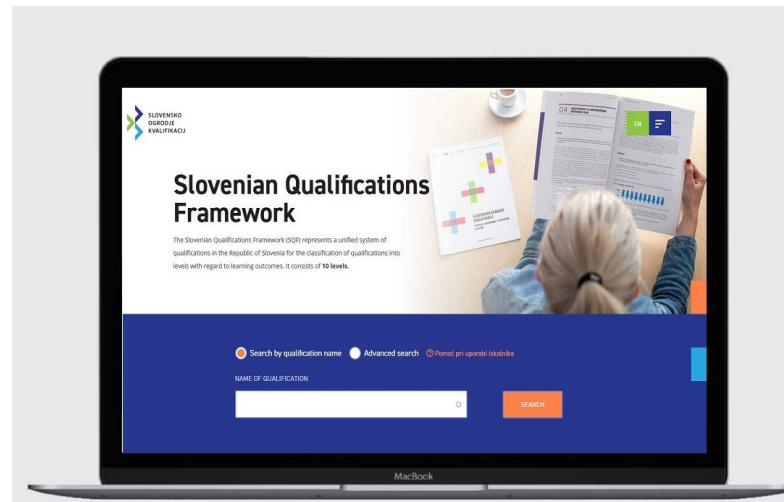 SLOVENSKO
OGRODJE
KVALIFIKACIJ
EN
Slovenian Qualifications
Framework
The Slovenian Qualifications Framework (SQF) represents a unified system of
qualifications in the Republic of Slovenia for the classification of qualifications into
levels with regard to learning outcomes. It consists of 10 levels.
04
Search by qualification name
Advanced search
Pomoč pri uporabi iskalnika
NAME OF QUALIFICATION
SEARCH
MacBook